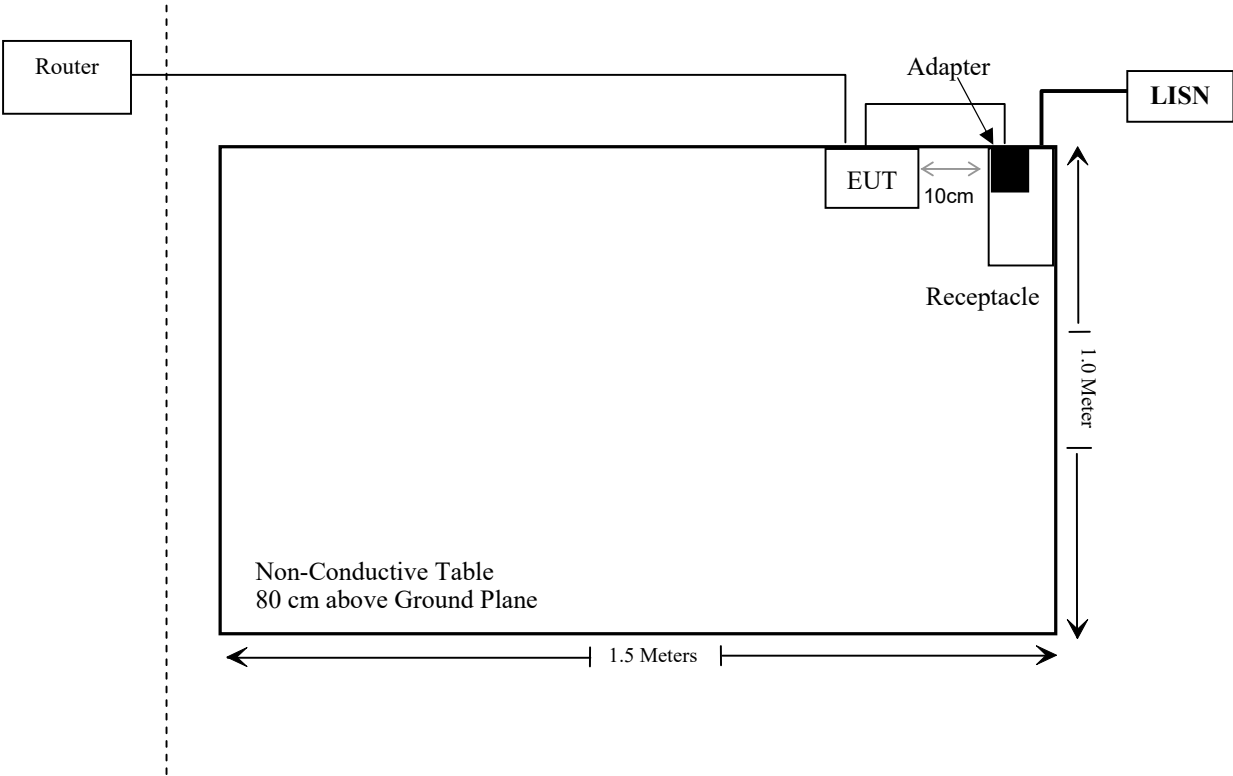 Router
Adapter
LISN
EUT
10cm
Receptacle
1.0 Meter
Non-Conductive Table
80 cm above Ground Plane
1.5 Meters